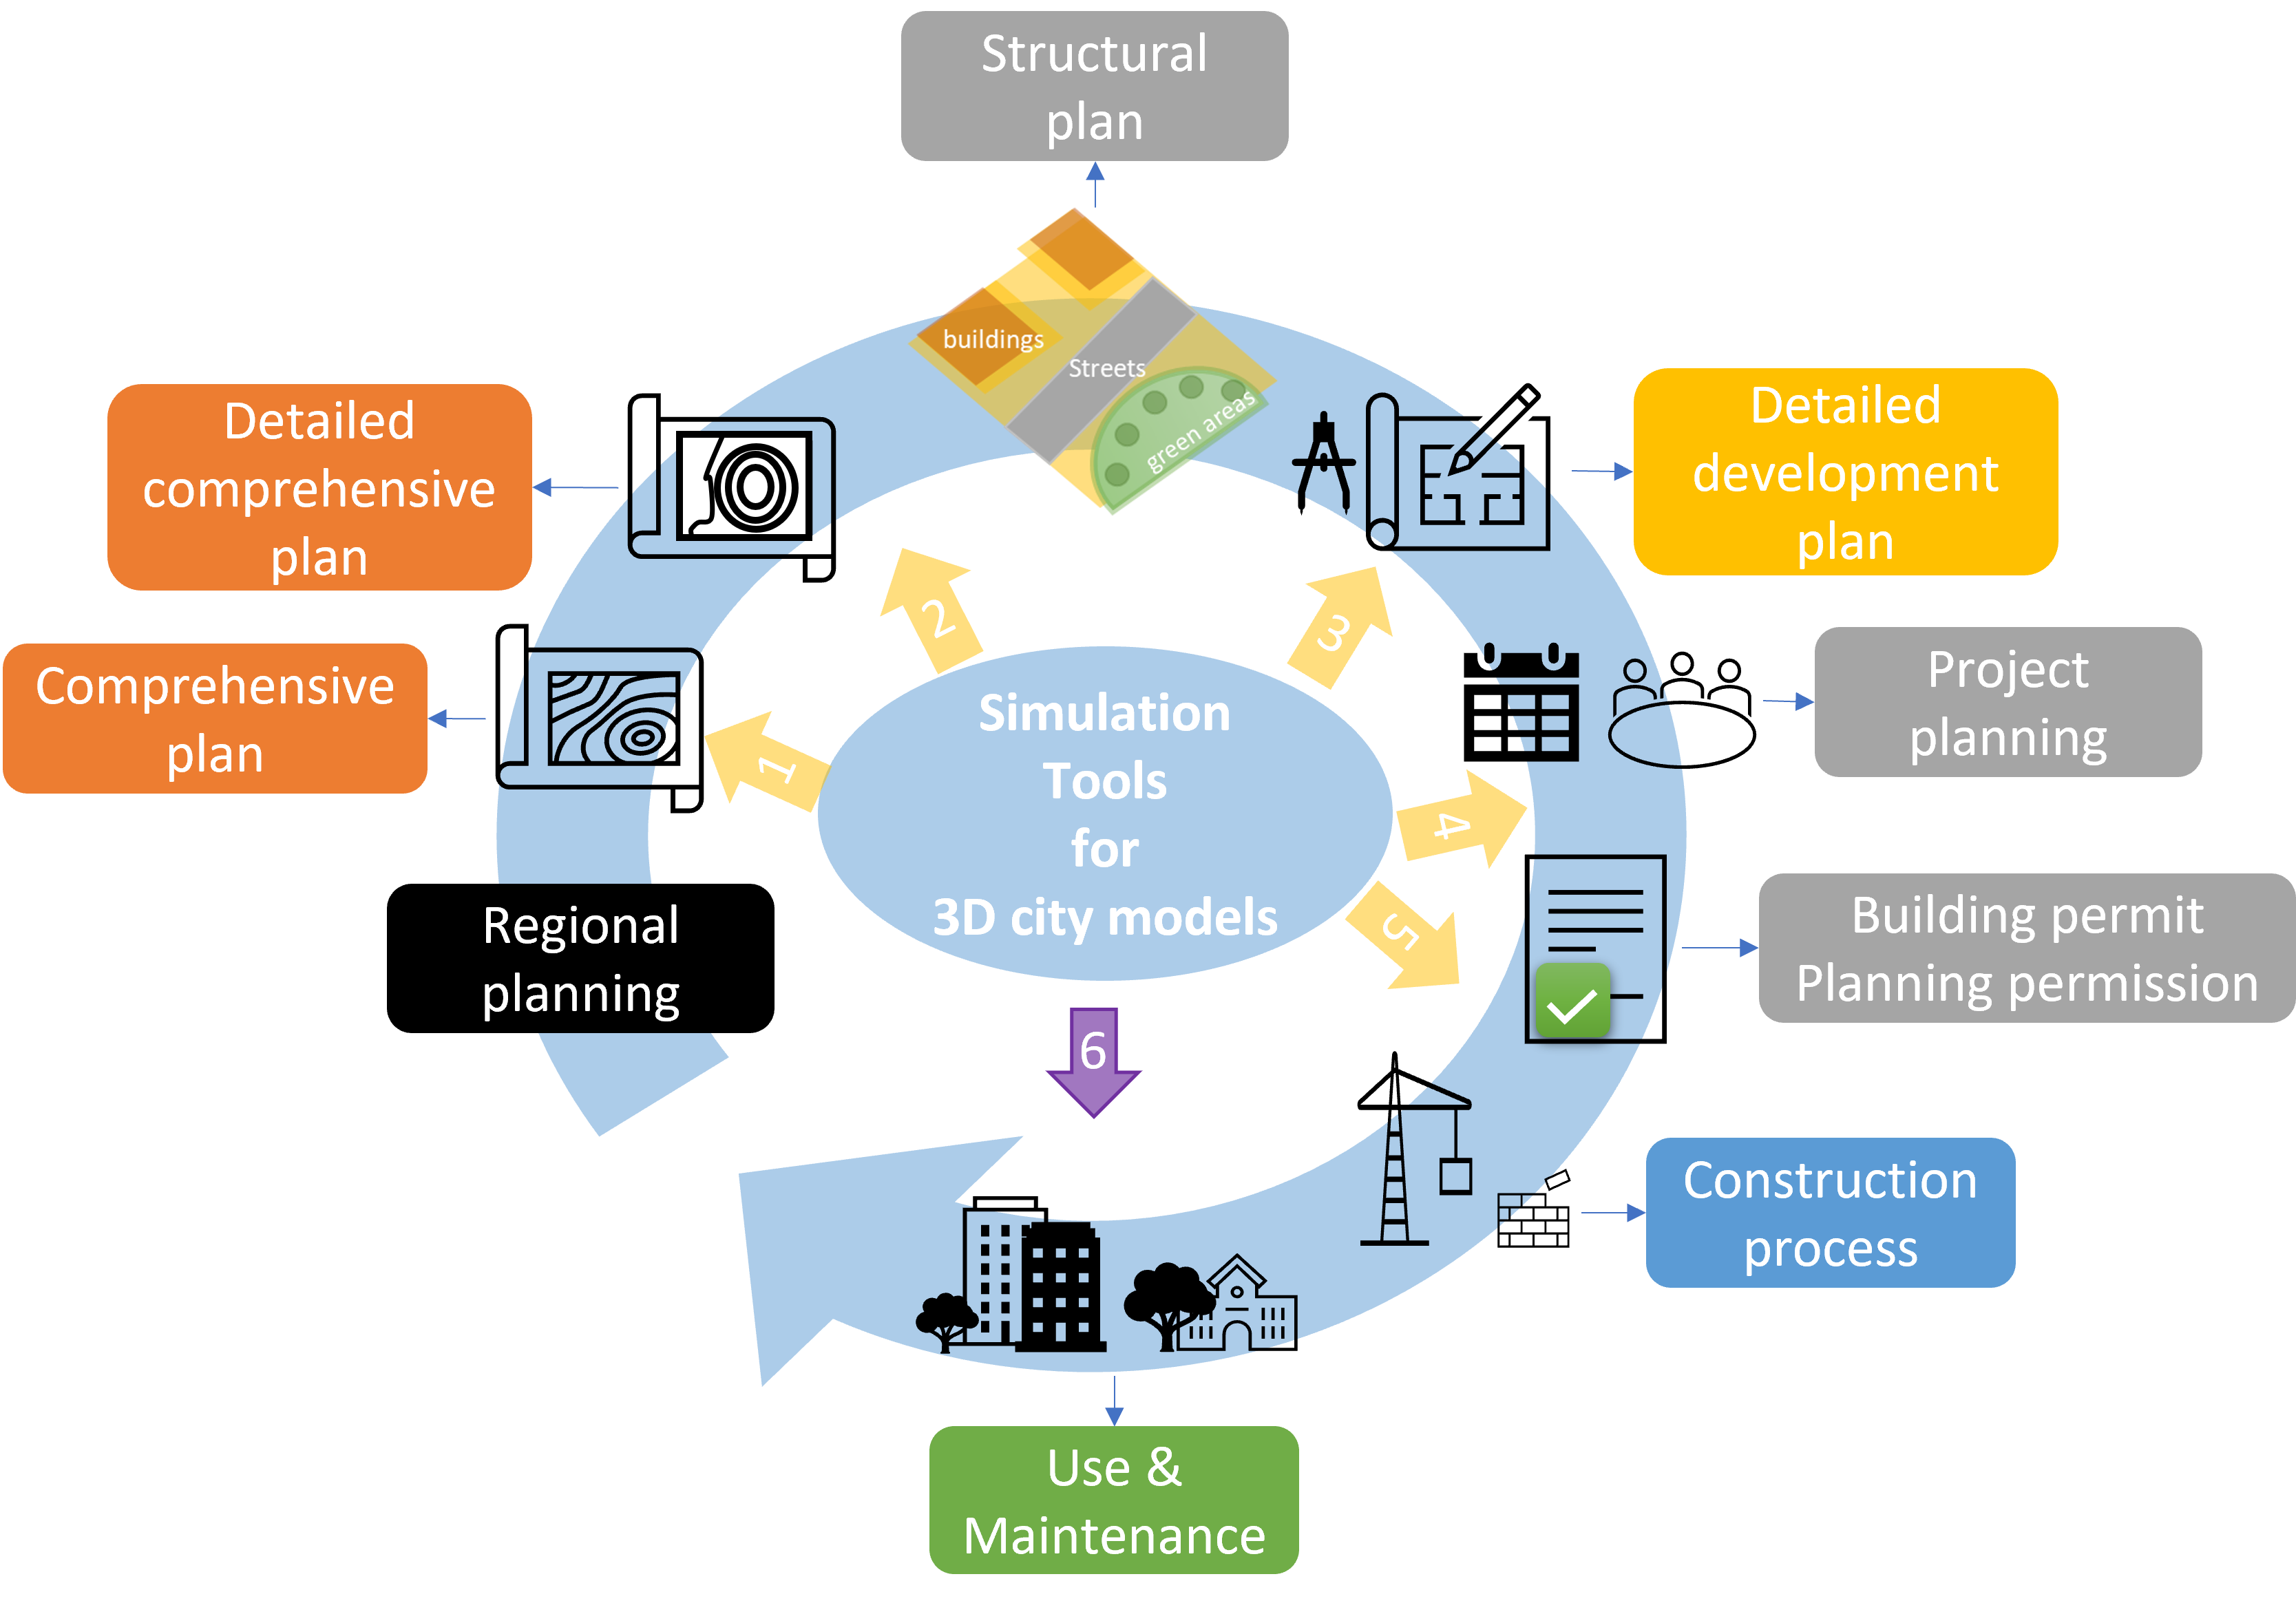 Structural
plan
buildings
Streets
green areas
Detailed
comprehensive
plan
Detailed
development
plan
2
3
Comprehensive
plan
1
Simulation
Tools
for
3D city models
Project
planning
4
Regional
planning
5
Building permit
Planning permission
6
Construction
process
Use &
Maintenance